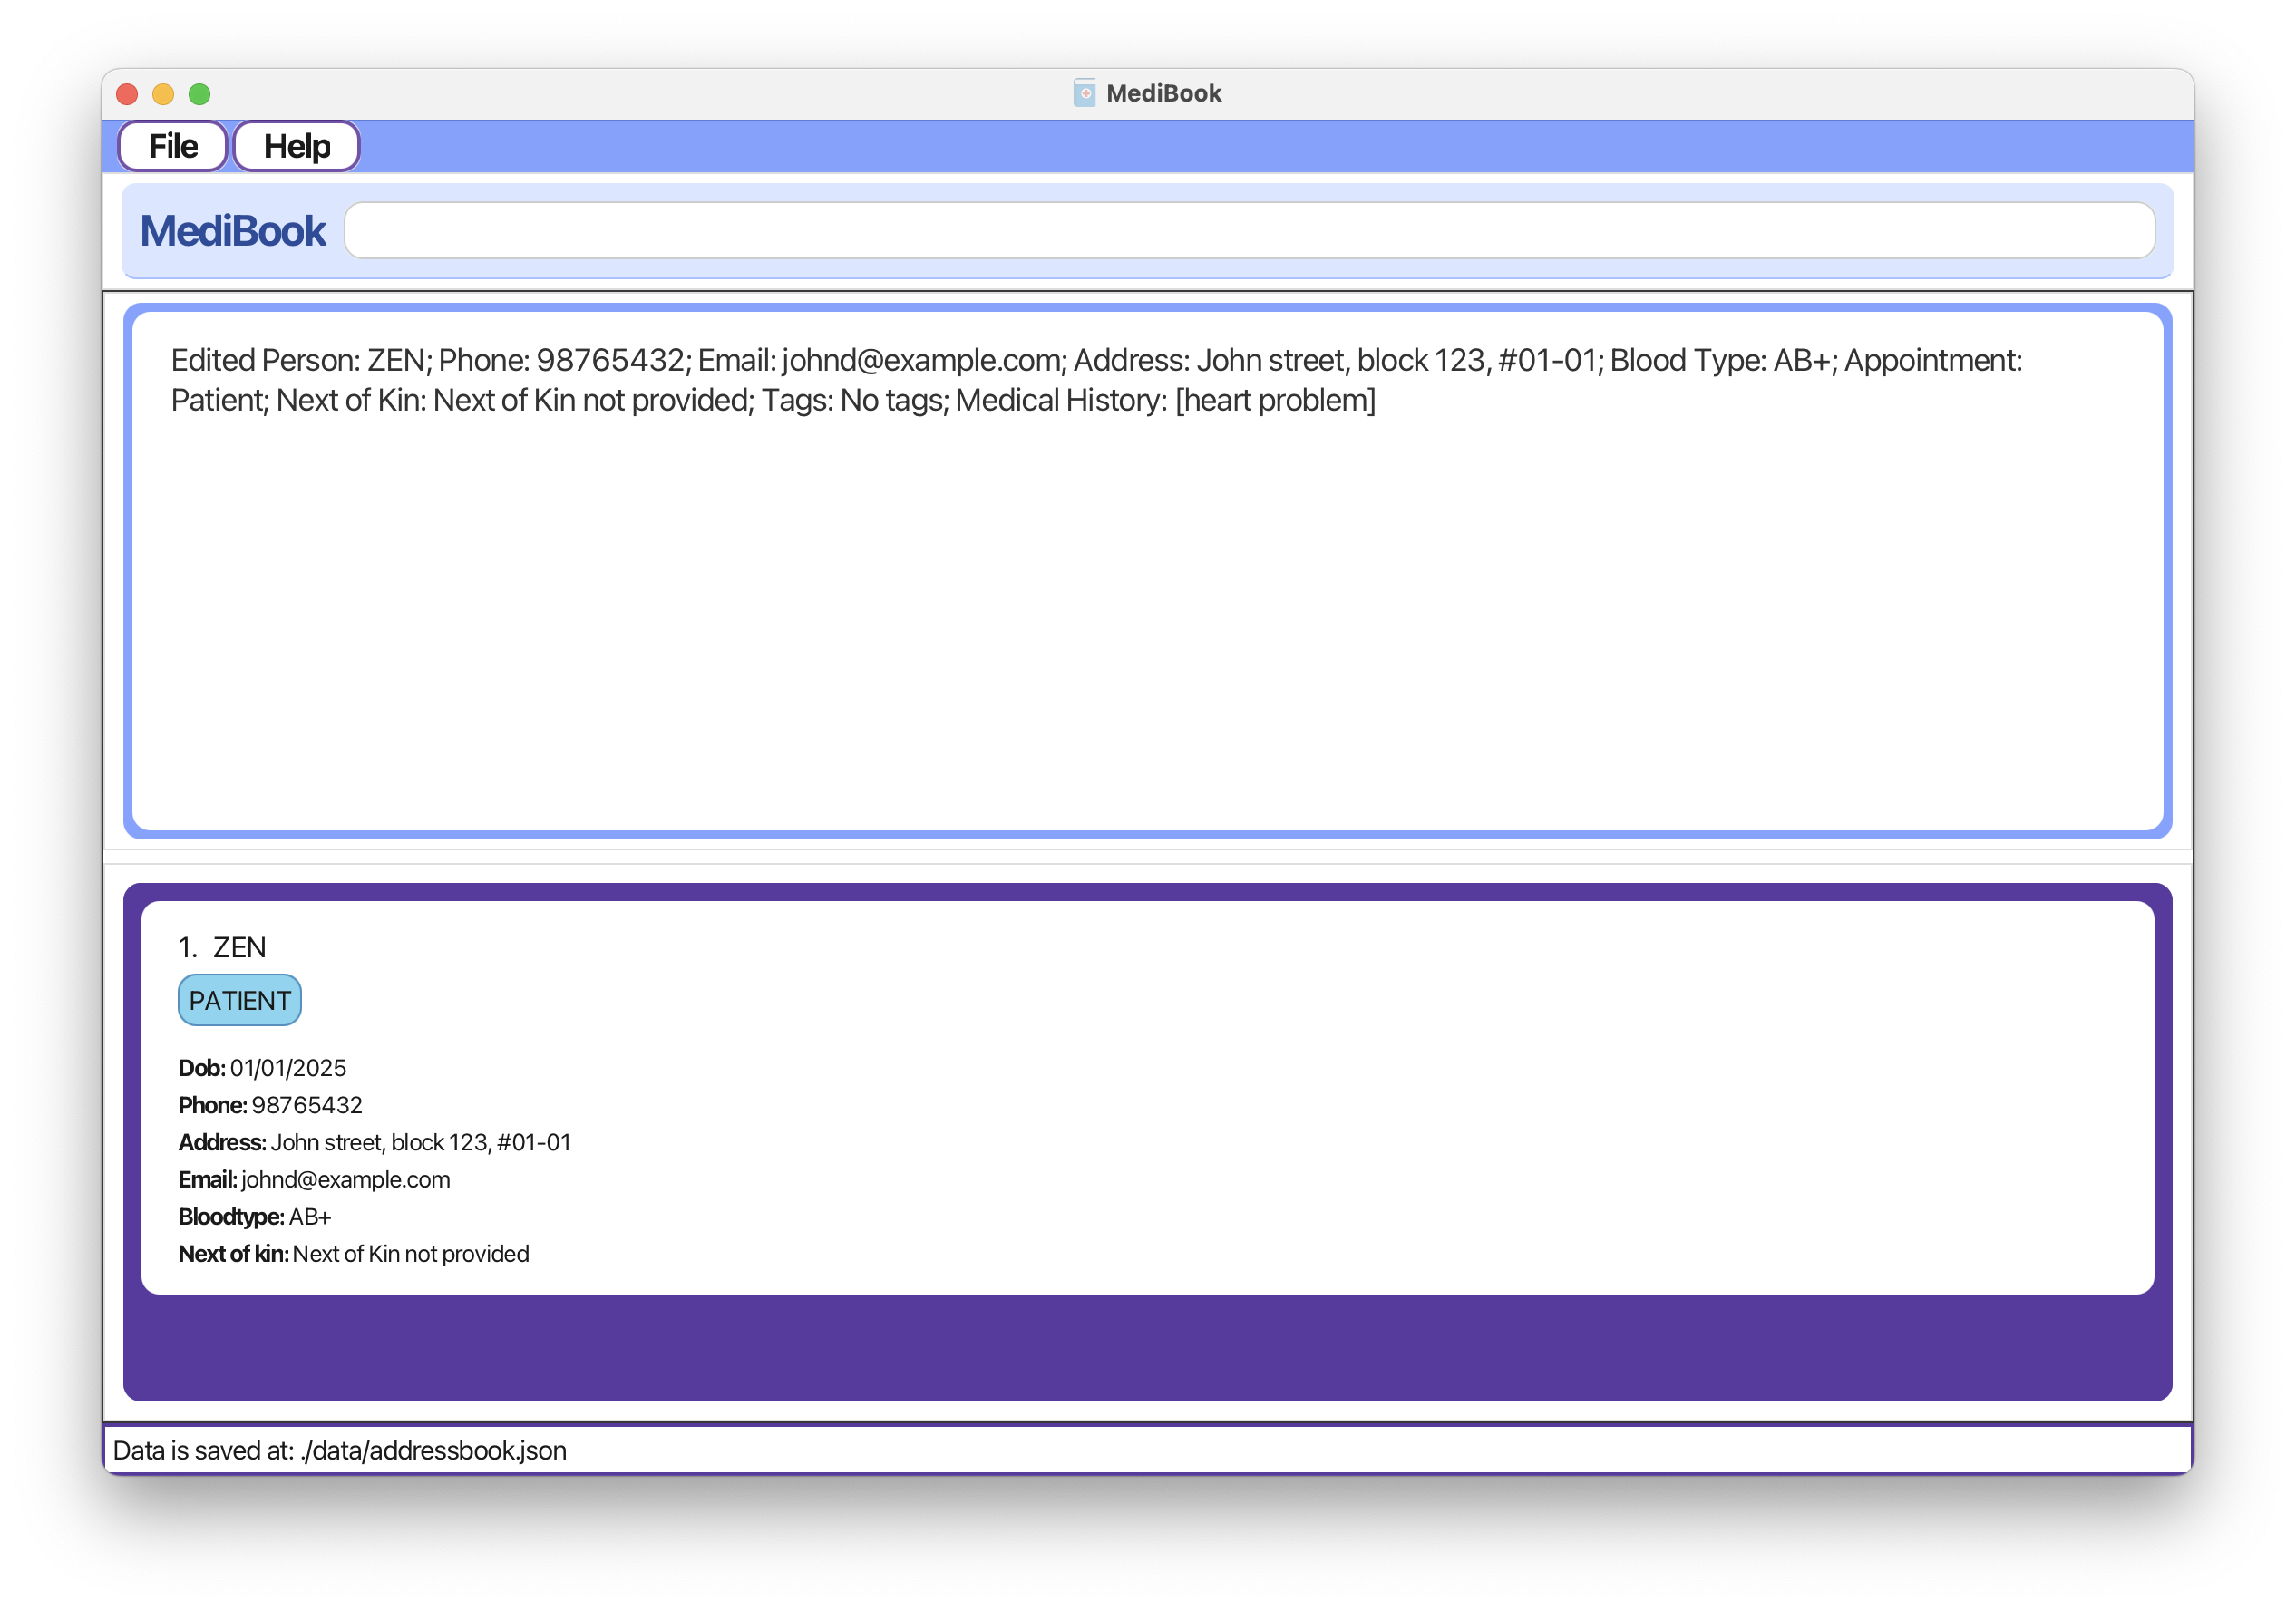 MediBook
File Help
MediBook
Edited Person: ZEN; Phone: 98765432; Email: johnd@example.com; Address: John street, block 123, #01-01; Blood Type: AB+; Appointment:
Patient; Next of Kin: Next of Kin not provided; Tags: No tags; Medical History: [heart problem]
1. ZEN
PATIENT
Dob: 01/01/2025
Phone: 98765432
Address: John street, block 123, #01-01
Email: johnd@example.com
Bloodtype: AB+
Next of kin: Next of Kin not provided
Data is saved at: ./data/addressbook.json